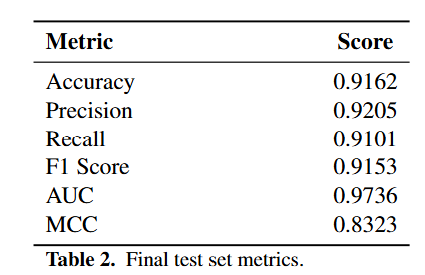 Metric Score
Accuracy 0.9162
Precision 0.9205
Recall 0.9101
F1 Score 0.9153
AUC 0.9736
MCC 0.8323
Table 2. Final test set metrics.